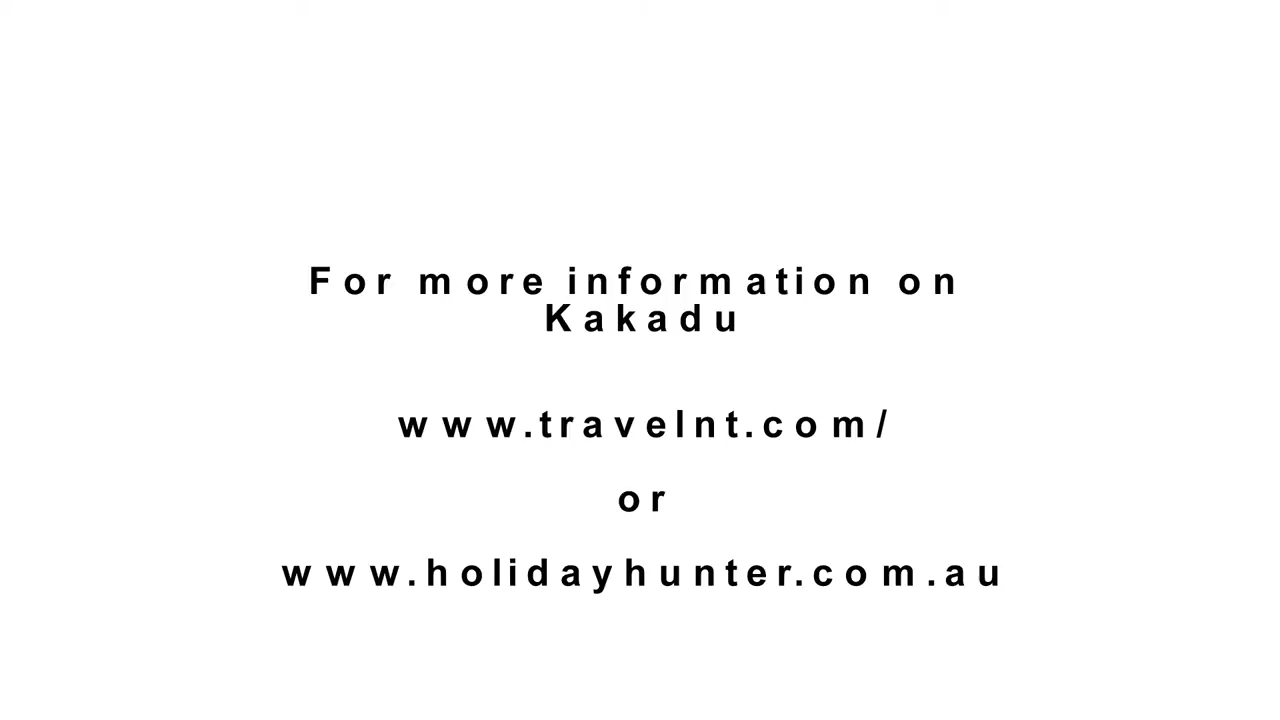 For more information on
Kakadu
www.travelnt.com/
or
www.holidayhunter.com.au